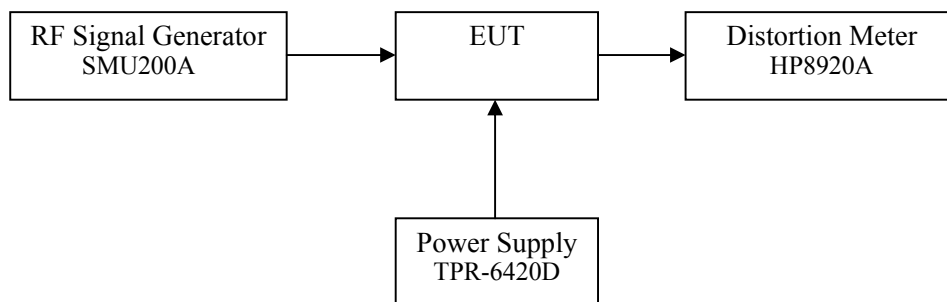 RF Signal Generator
SMU200A
EUT
Distortion Meter
HP8920A
Power Supply
TPR-6420D